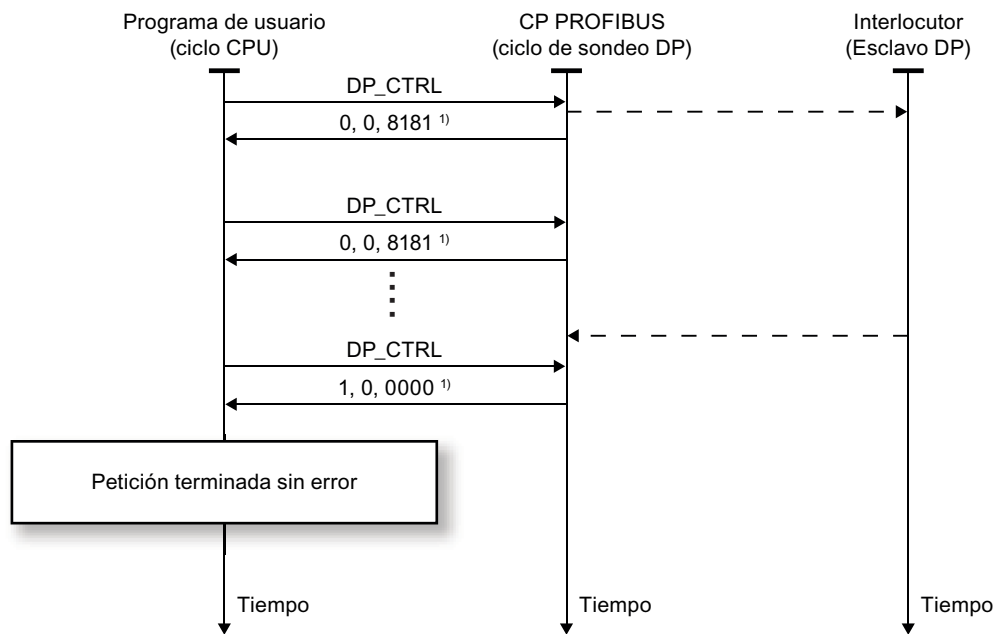 Programa de usuario
(ciclo CPU)
CP PROFIBUS
(ciclo de sondeo DP)
Interlocutor
(Esclavo DP)
DP_CTRL
0, 0, 8181 1)
DP_CTRL
0, 0, 8181 1)
DP_CTRL
1, 0, 0000 1)
Petición terminada sin error
Tiempo
Tiempo
Tiempo